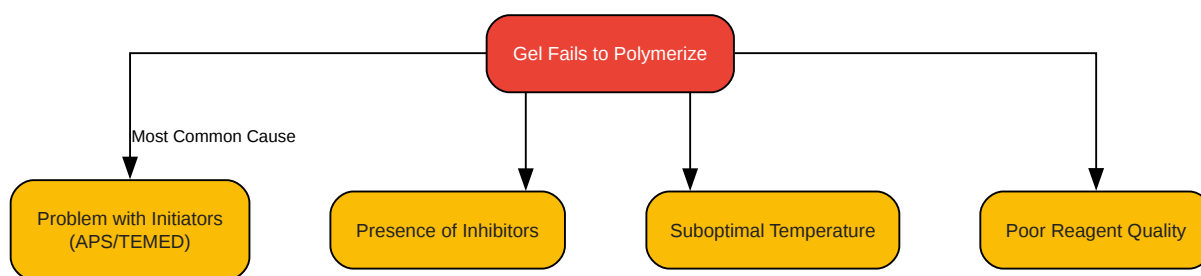 Gel Fails to Polymerize
Most Common Cause
Problem with Initiators
(APS/TEMED)
Presence of Inhibitors
Suboptimal Temperature
Poor Reagent Quality